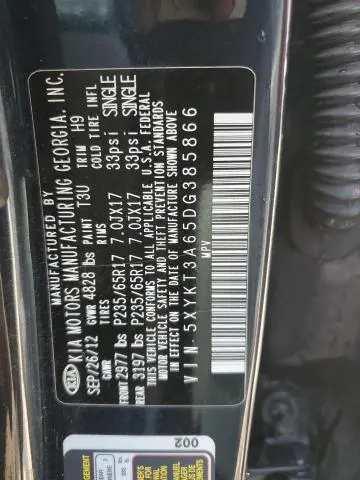 MANUFACTURED BY
KIA KIA MOTORS MANUFACTURING GEORGIA, INC.
SEP/26/12 PAINT T3U TRIM H9
GVWR 4828 lbs
GAWR TIRES RIMS COLD TIRE INFL
FRONT 2977 lbs P235/65R17 7.0JX17 33psi SINGLE
REAR 3197 lbs P235/65R17 7.0JX17 33psi SINGLE
THIS VEHICLE CONFORMS TO ALL APPLICABLE U.S.A. FEDERAL
MOTOR VEHICLE SAFETY AND THEFT PREVENTION STANDARDS
IN EFFECT ON THE DATE OF MANUFACTURE SHOWN ABOVE.
VIN: 5XYKT3A65DG385866
MPV
002
MANUAL